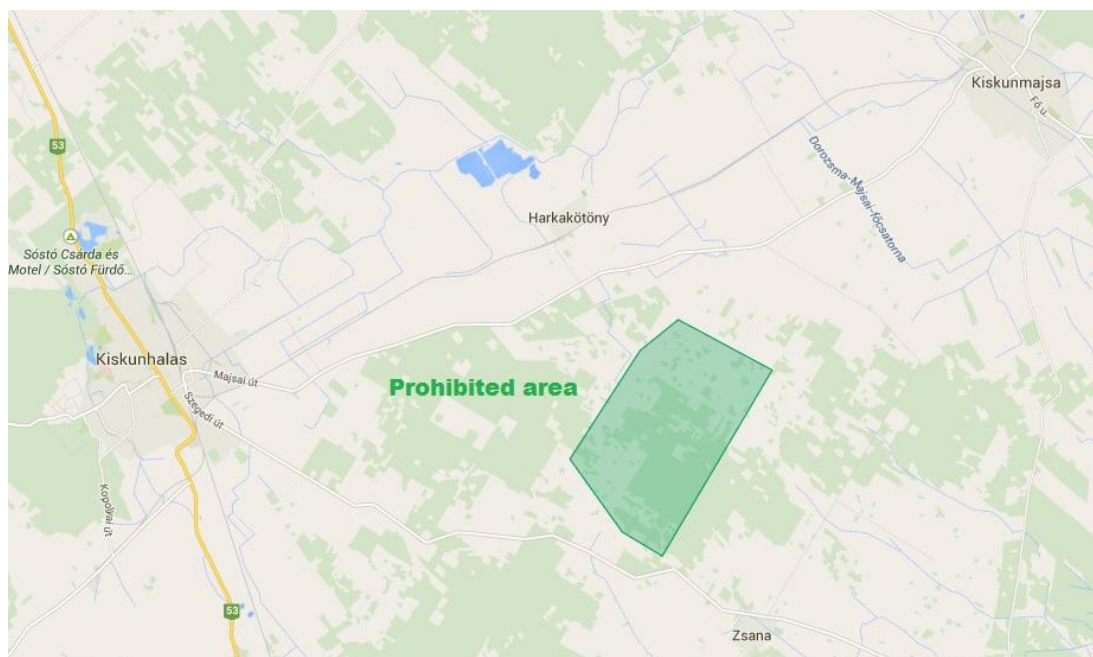 Kiskunmajsa
Fő u.
53
Dorozsma-Majsai-főcsatorna
Harkakötöny
Sóstó Csárda és
Motel / Sóstó Fürdő...
Kiskunhalas
Majsai út
Prohibited area
Szegedi út
Kopolyai út
53
Zsana